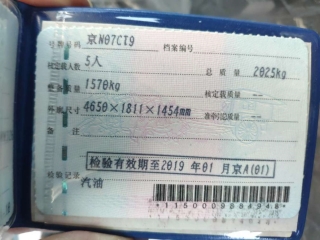 号牌号码 京N07CT9 档案编号
核定载人数 5人 总质量 2025kg
整备质量 1570kg 核定载质量 --
外廓尺寸 4650×1811×1454mm 准牵引总质量 --
备注
检验有效期至2019年01月京A(01)
检验记录
汽油